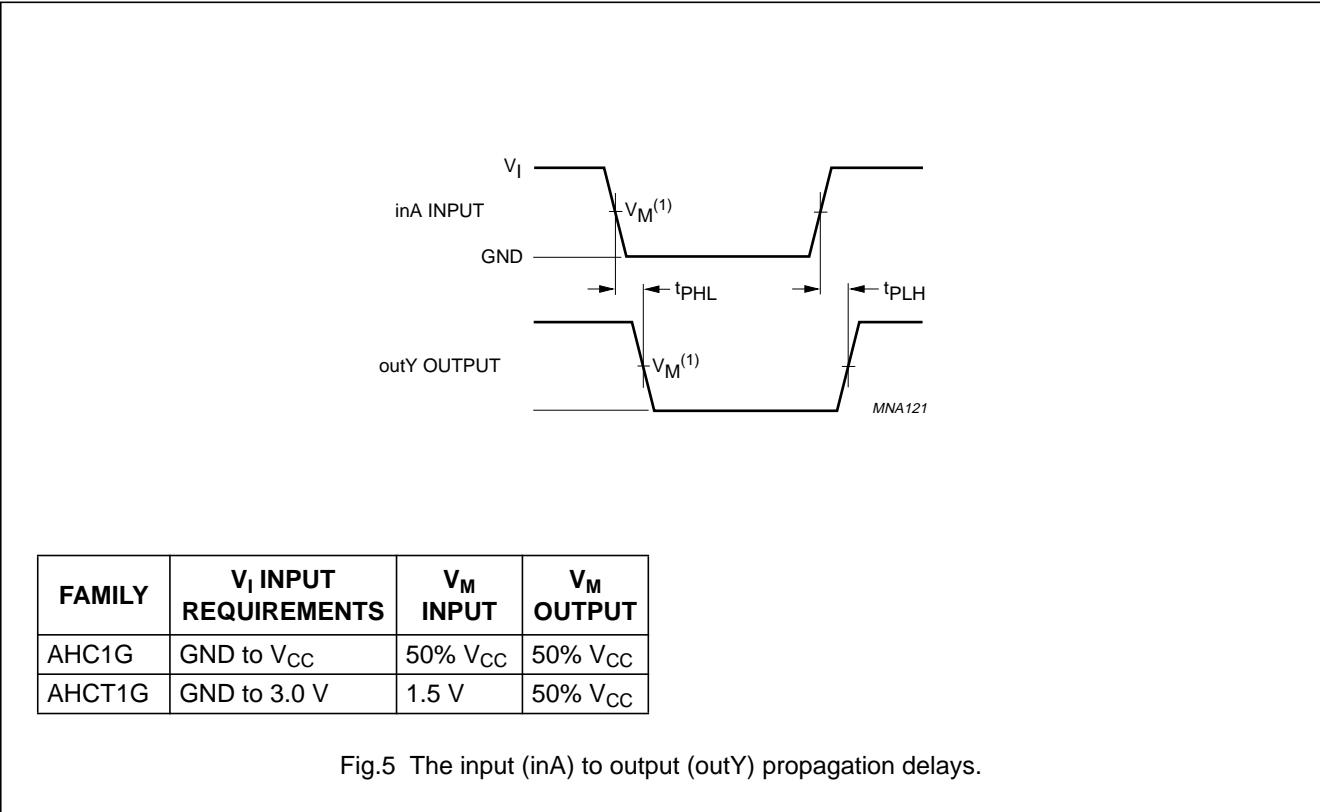 V_I
inA INPUT
V_M(1)
GND
t_PHL
t_PLH
outY OUTPUT
V_M(1)
MNA121
FAMILY V_I INPUT REQUIREMENTS V_M INPUT V_M OUTPUT
AHC1G GND to V_CC 50% V_CC 50% V_CC
AHCT1G GND to 3.0 V 1.5 V 50% V_CC
Fig.5 The input (inA) to output (outY) propagation delays.